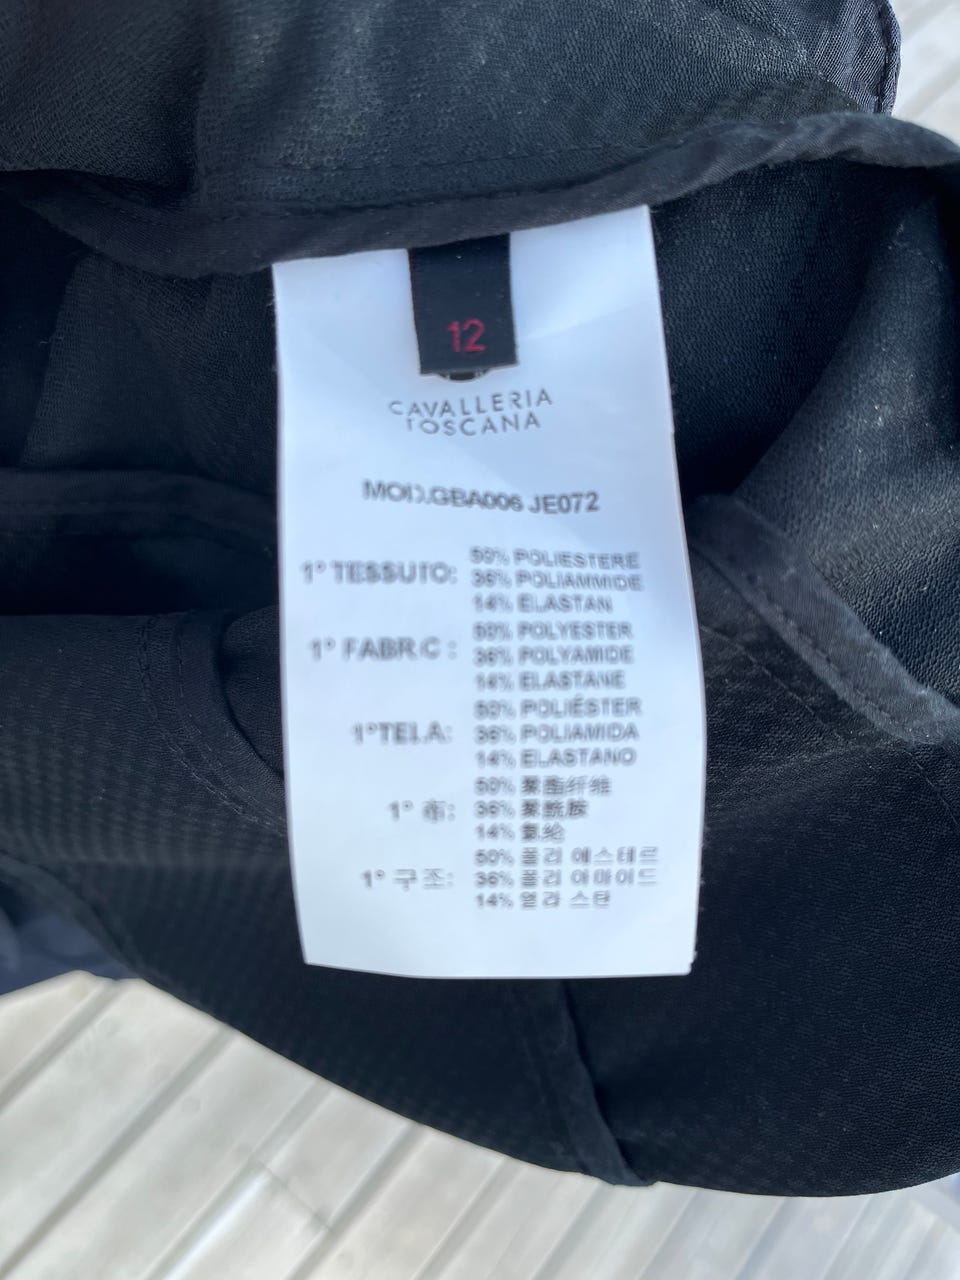 12
CAVALLERIA
TOSCANA
MOD.GBA006 JE072
1° TESSUTO: 50% POLIESTERE
36% POLIAMMIDE
14% ELASTAN
1° FABRIC : 50% POLYESTER
36% POLYAMIDE
14% ELASTANE
1°TELA: 50% POLIÉSTER
36% POLIAMIDA
14% ELASTANO
1° 布: 50% 聚酯纤维
36% 聚酰胺
14% 氨纶
1° 구조: 50% 폴리 에스테르
36% 폴리 아마이드
14% 엘라 스탄